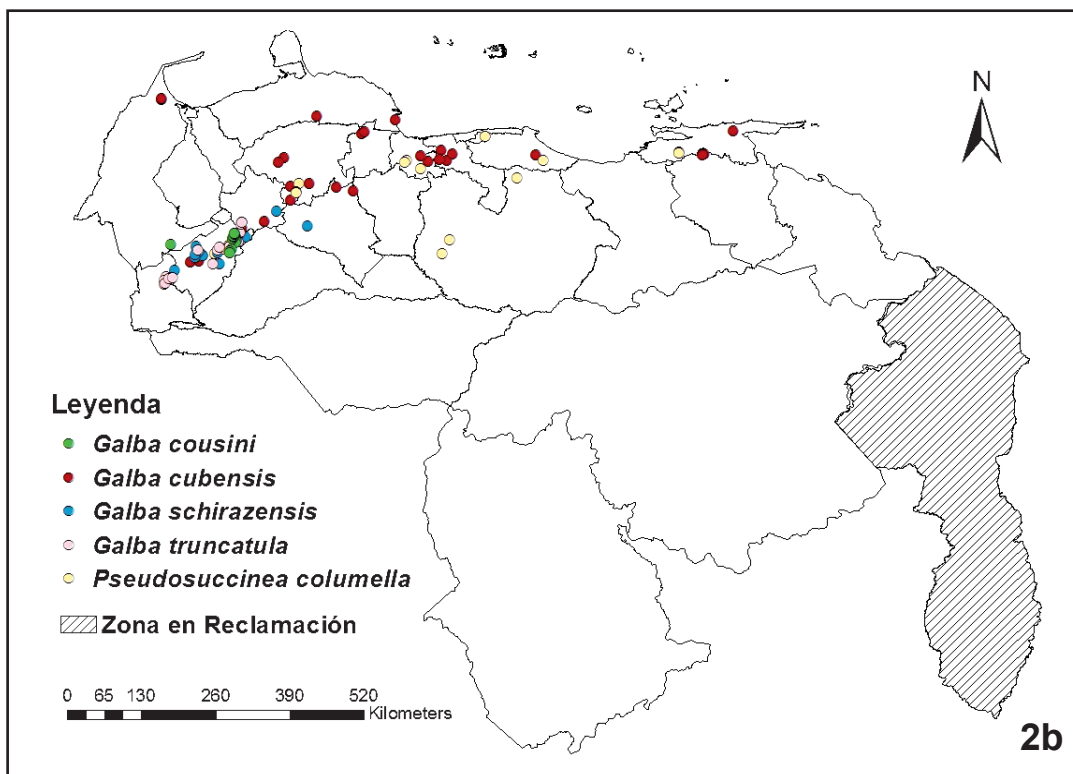 N
Leyenda
Galba cousini
Galba cubensis
Galba schirazensis
Galba truncatula
Pseudosuccinea columella
Zona en Reclamación
0 65 130 260 390 520
Kilometers
2b